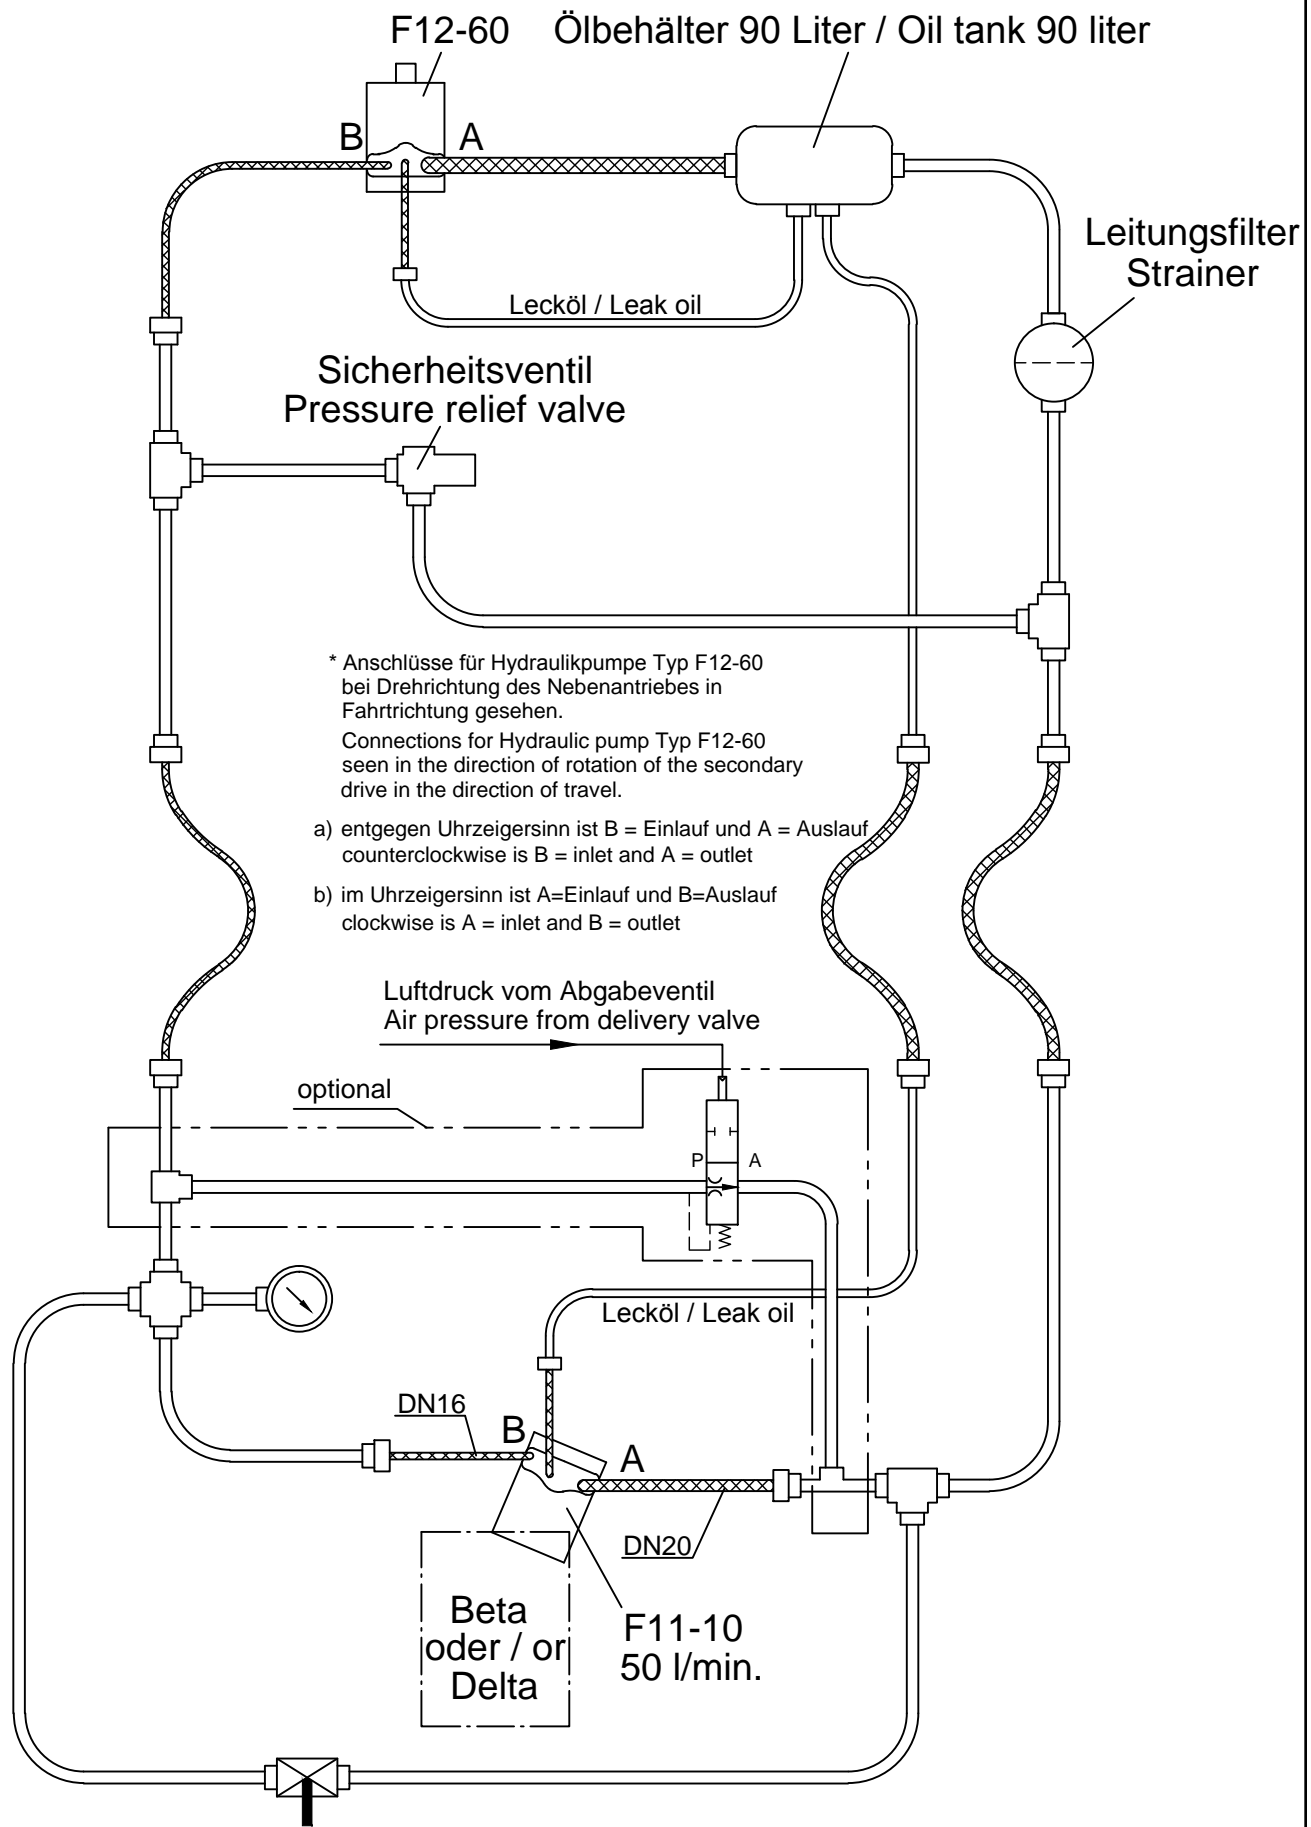 F12-60
Ölbehälter 90 Liter / Oil tank 90 liter
B
A
Leitungsfilter
Strainer
Lecköl / Leak oil
Sicherheitsventil
Pressure relief valve
* Anschlüsse für Hydraulikpumpe Typ F12-60
bei Drehrichtung des Nebenantriebes in
Fahrtrichtung gesehen.
Connections for Hydraulic pump Typ F12-60
seen in the direction of rotation of the secondary
drive in the direction of travel.
a) entgegen Uhrzeigersinn ist B = Einlauf und A = Auslauf
counterclockwise is B = inlet and A = outlet
b) im Uhrzeigersinn ist A=Einlauf und B=Auslauf
clockwise is A = inlet and B = outlet
Luftdruck vom Abgabeventil
Air pressure from delivery valve
optional
P
A
Lecköl / Leak oil
DN16
B
A
DN20
Beta
oder / or
Delta
F11-10
50 l/min.